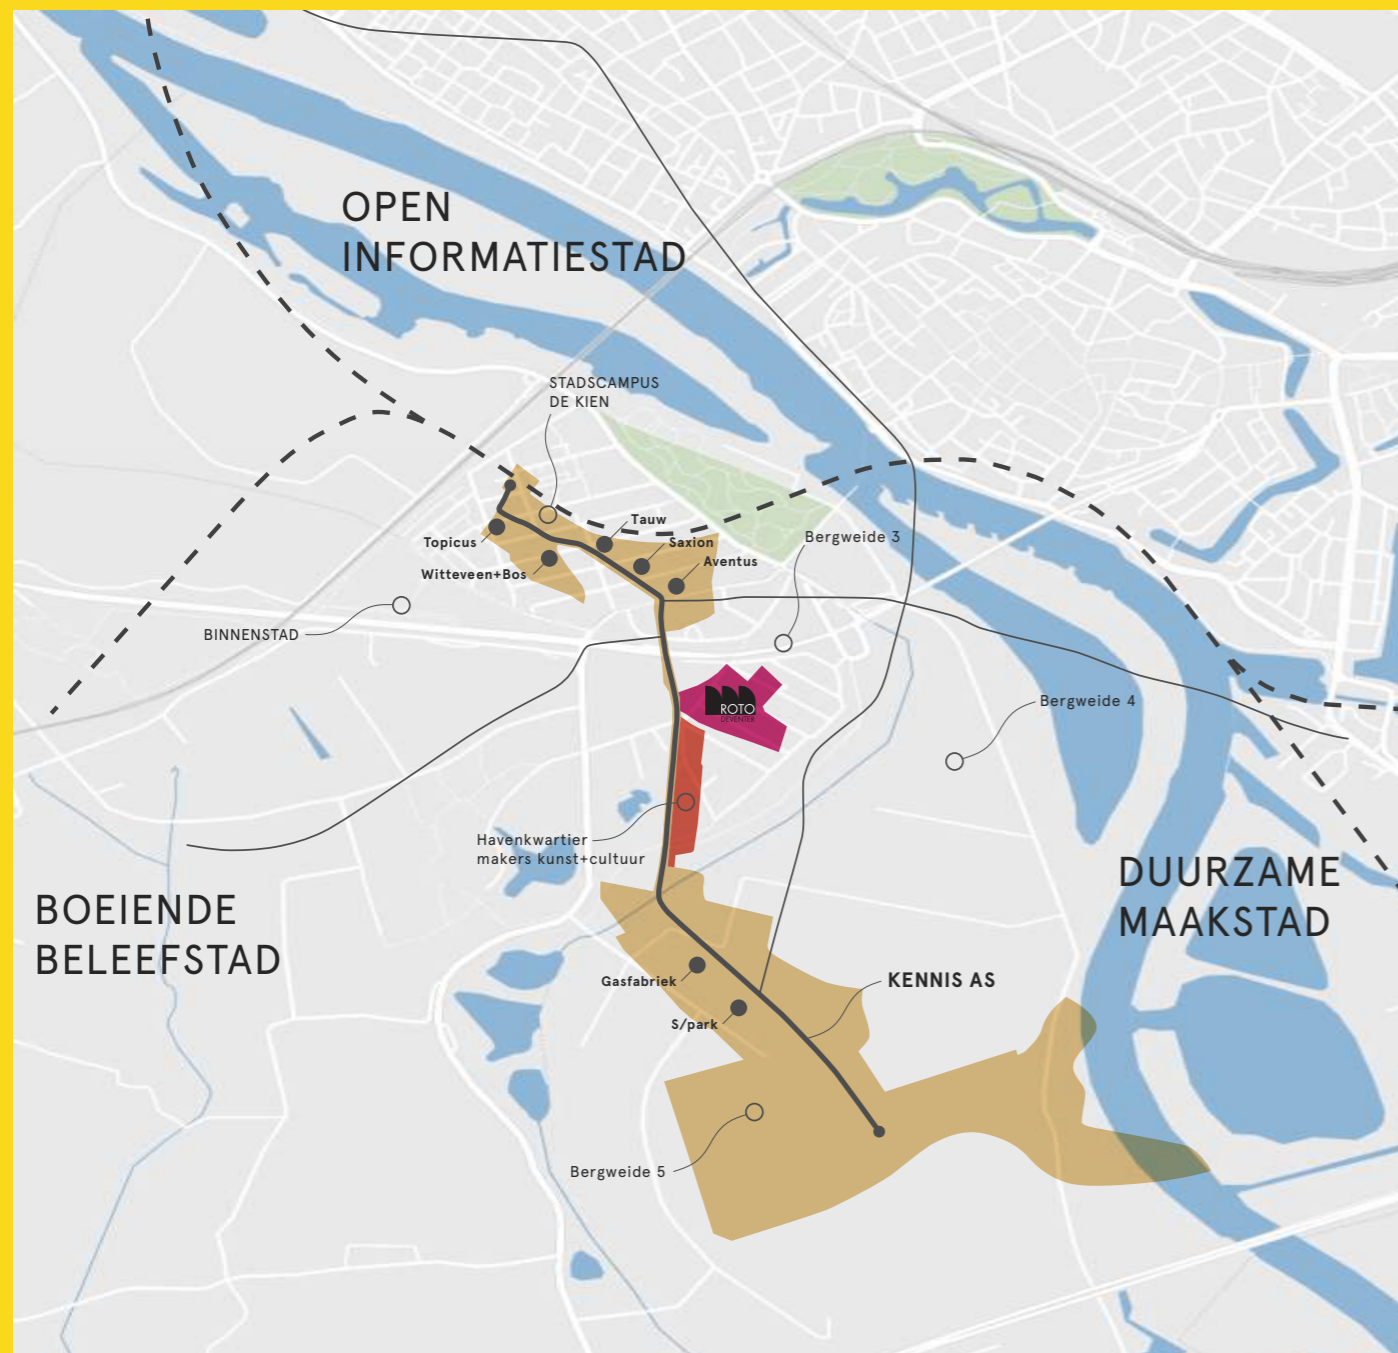 OPEN
INFORMATIESTAD
STADSCAMPUS
DE KIEN
Tauw
Topicus
Saxion
Bergweide 3
Aventus
Witteveen+Bos
BINNENSTAD
ROTO
DEVENTER
Bergweide 4
Havenkwartier
makers kunst+cultuur
DUURZAME
MAAKSTAD
BOEIENDE
BELEEFSTAD
Gasfabriek
KENNIS AS
S/park
Bergweide 5